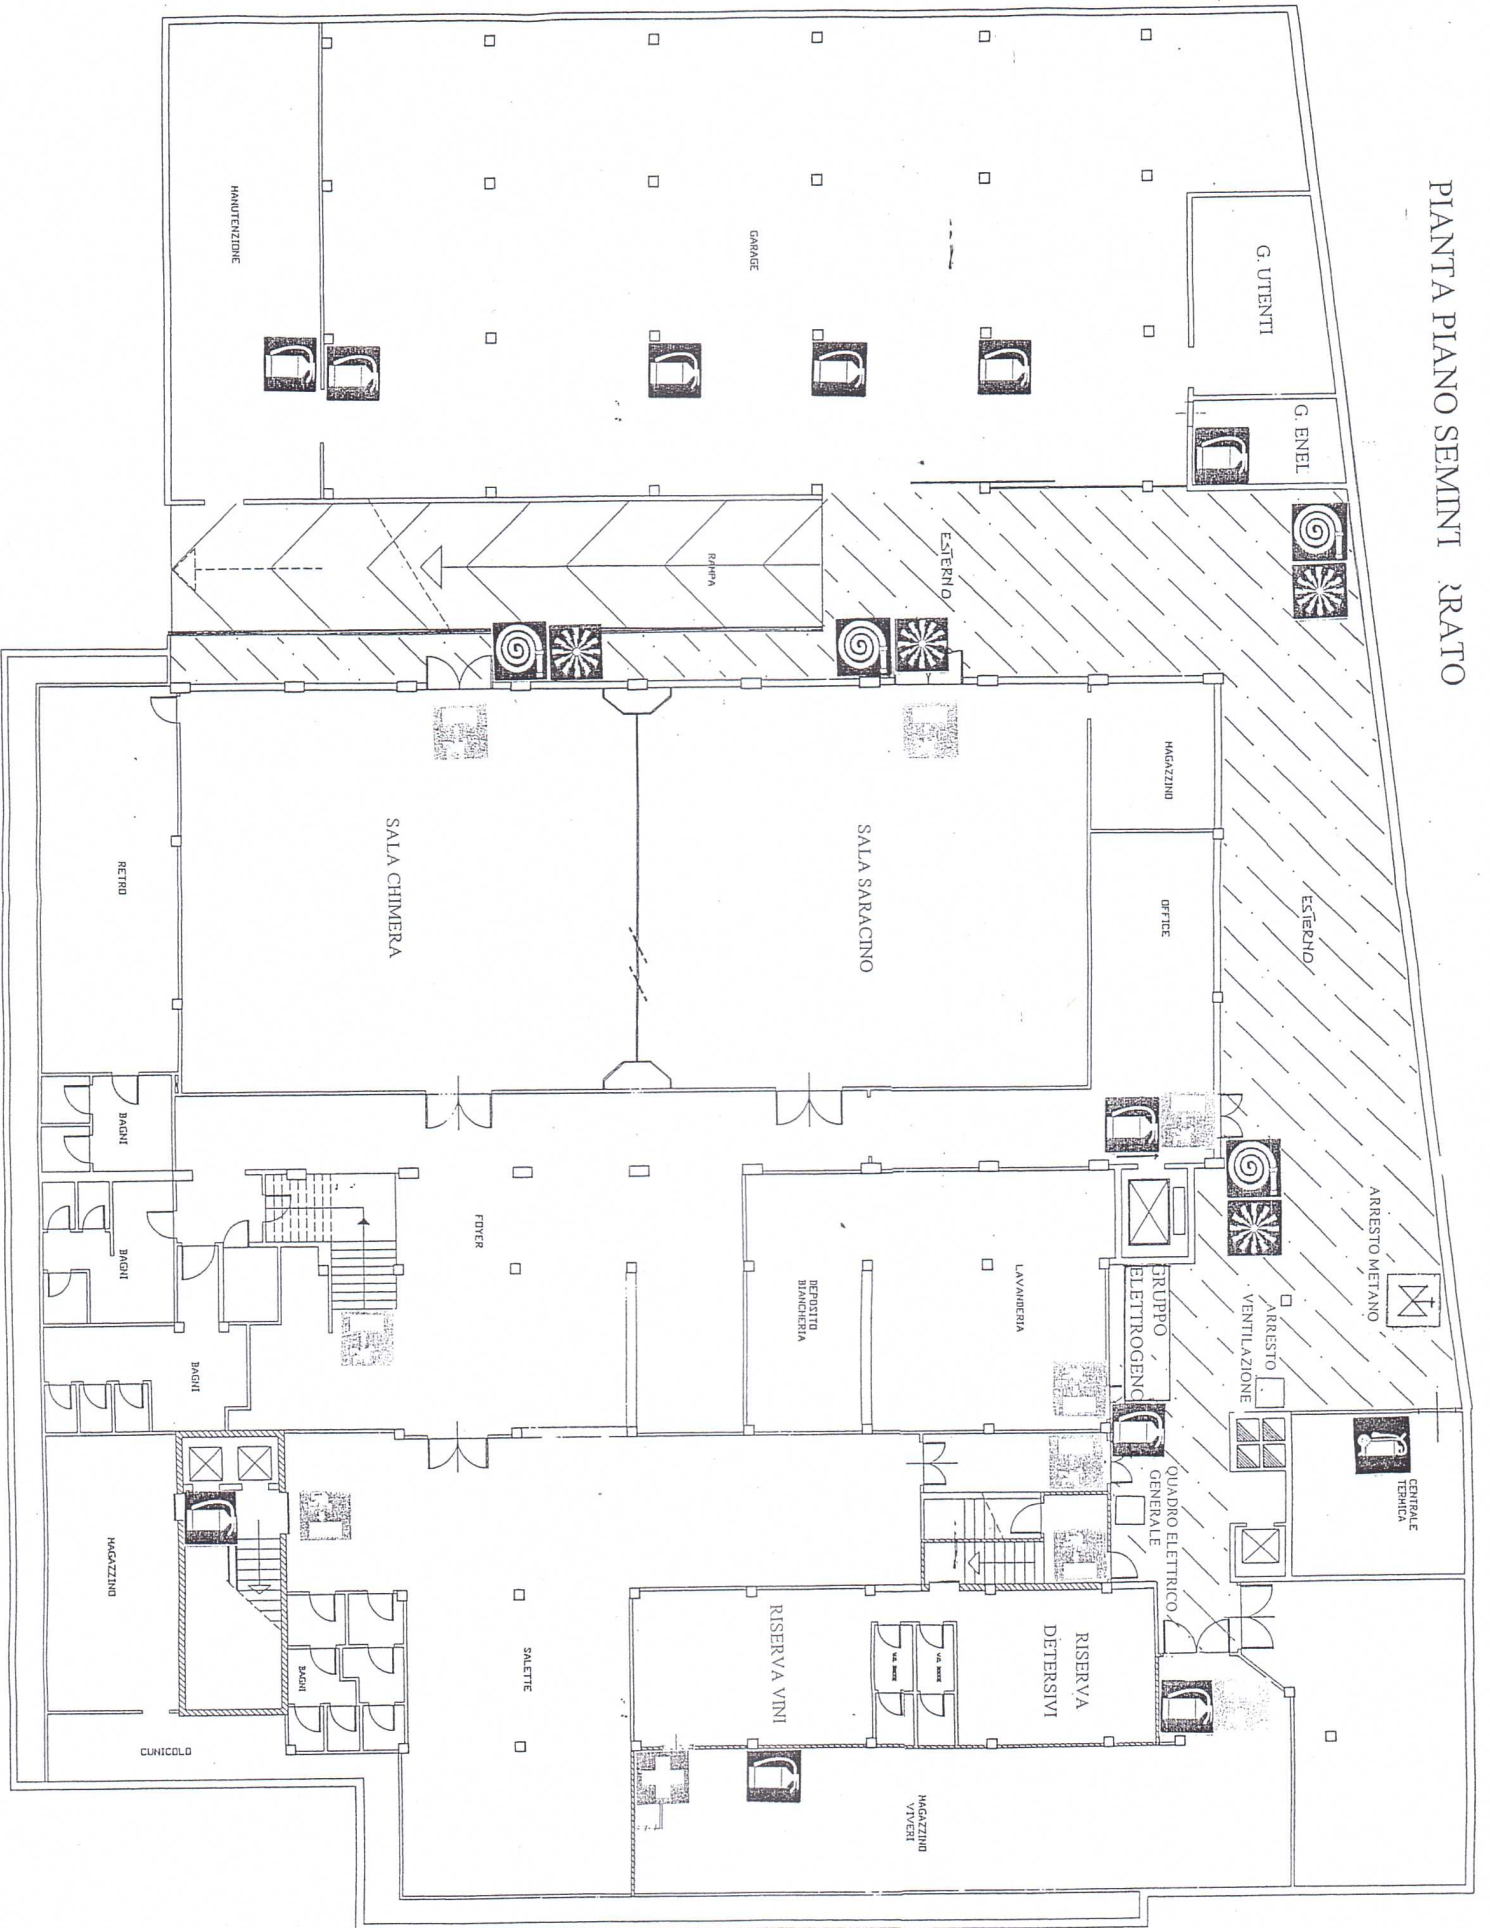 PIANTA PIANO SEMINT RRATO
G. UTENTI
G. ENEL
GARAGE
MANUTENZIONE
ESTERNO
RAMPA
ESTERNO
MAGAZZINO
OFFICE
SALA SARACINO
SALA CHIMERA
RETRO
ARRESTO METANO
ARRESTO
VENTILAZIONE
GRUPPO
ELETTROGENO
LAVANDERIA
DEPOSITO
BIANCHERIA
FOYER
BAGNI
BAGNI
BAGNI
CENTRALE
TERMICA
QUADRO ELETTRICO
GENERALE
RISERVA
DETERSIVI
RISERVA VINI
SALETTE
BAGNI
MAGAZZINO
CUNICOLO
MAGAZZINO
VIVERI